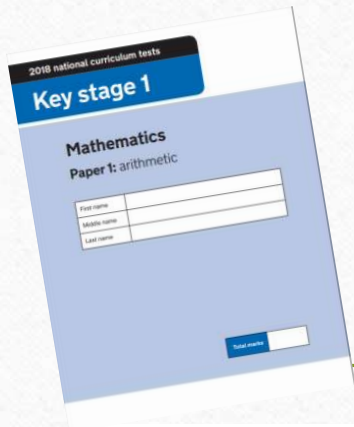 2018 national curriculum tests
Key stage 1
Mathematics
Paper 1: arithmetic
First name
Middle name
Last name
Total marks